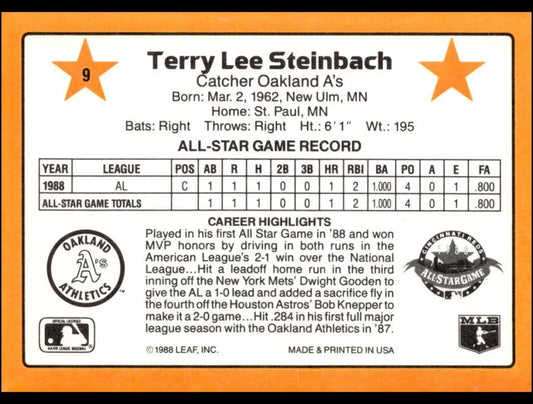 9
Terry Lee Steinbach
Catcher Oakland A's
Born: Mar. 2, 1962, New Ulm, MN
Home: St. Paul, MN
Bats: Right Throws: Right Ht.: 6'1" Wt.: 195
ALL-STAR GAME RECORD
YEAR LEAGUE POS AB R H 2B 3B HR RBI BA PO A E FA
1988 AL C 1 1 1 0 0 1 2 1.000 4 0 1 .800
ALL-STAR GAME TOTALS 1 1 1 0 0 1 2 1.000 4 0 1 .800
CAREER HIGHLIGHTS
Played in his first All Star Game in '88 and won
MVP honors by driving in both runs in the
American League's 2-1 win over the National
League...Hit a leadoff home run in the third
inning off the New York Mets' Dwight Gooden to
give the AL a 1-0 lead and added a sacrifice fly in
the fourth off the Houston Astros' Bob Knepper to
make it a 2-0 game...Hit .284 in his first full major
league season with the Oakland Athletics in '87.
OAKLAND
A's
ATHLETICS
TM
CINCINNATI REDS
ALL-STAR GAME
OFFICIAL LICENSEE
MAJOR LEAGUE BASEBALL
MLB
© 1988 LEAF, INC. MADE & PRINTED IN USA